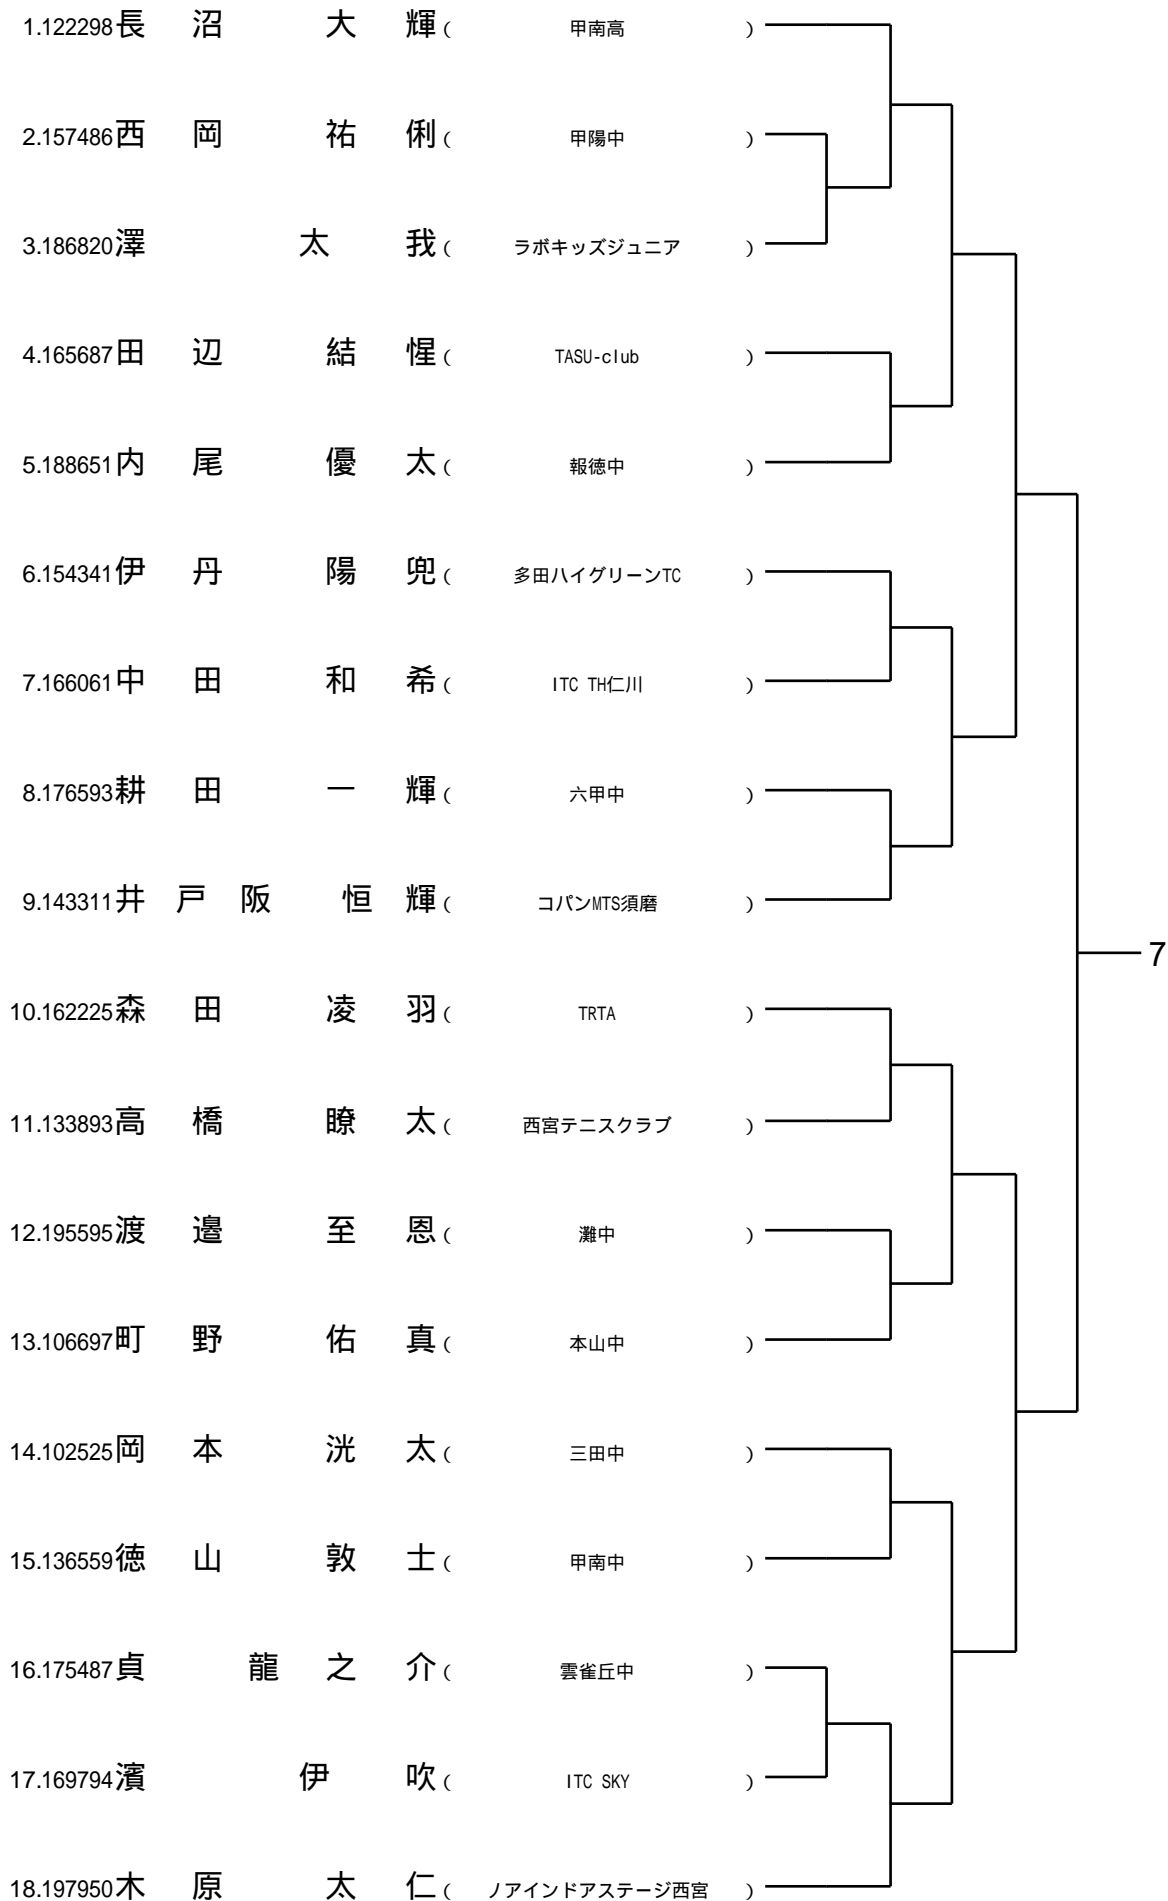 1.122298長沼 大輝( 甲南高 )
2.157486西岡 祐俐( 甲陽中 )
3.186820澤 太我( ラボキッズジュニア )
4.165687田辺 結惺( TASU-club )
5.188651内尾 優太( 報徳中 )
6.154341伊丹 陽兜( 多田ハイグリーンTC )
7.166061中田 和希( ITC TH仁川 )
8.176593耕田 一輝( 六甲中 )
9.143311井戸阪 恒輝( コパンMTS須磨 )
7
10.162225森田 凌羽( TRTA )
11.133893高橋 瞭太( 西宮テニスクラブ )
12.195595渡邉 至恩( 灘中 )
13.106697町野 佑真( 本山中 )
14.102525岡本 洸太( 三田中 )
15.136559徳山 敦士( 甲南中 )
16.175487貞 龍之介( 雲雀丘中 )
17.169794濱 伊吹( ITC SKY )
18.197950木原 太仁( ノアインドアステージ西宮 )